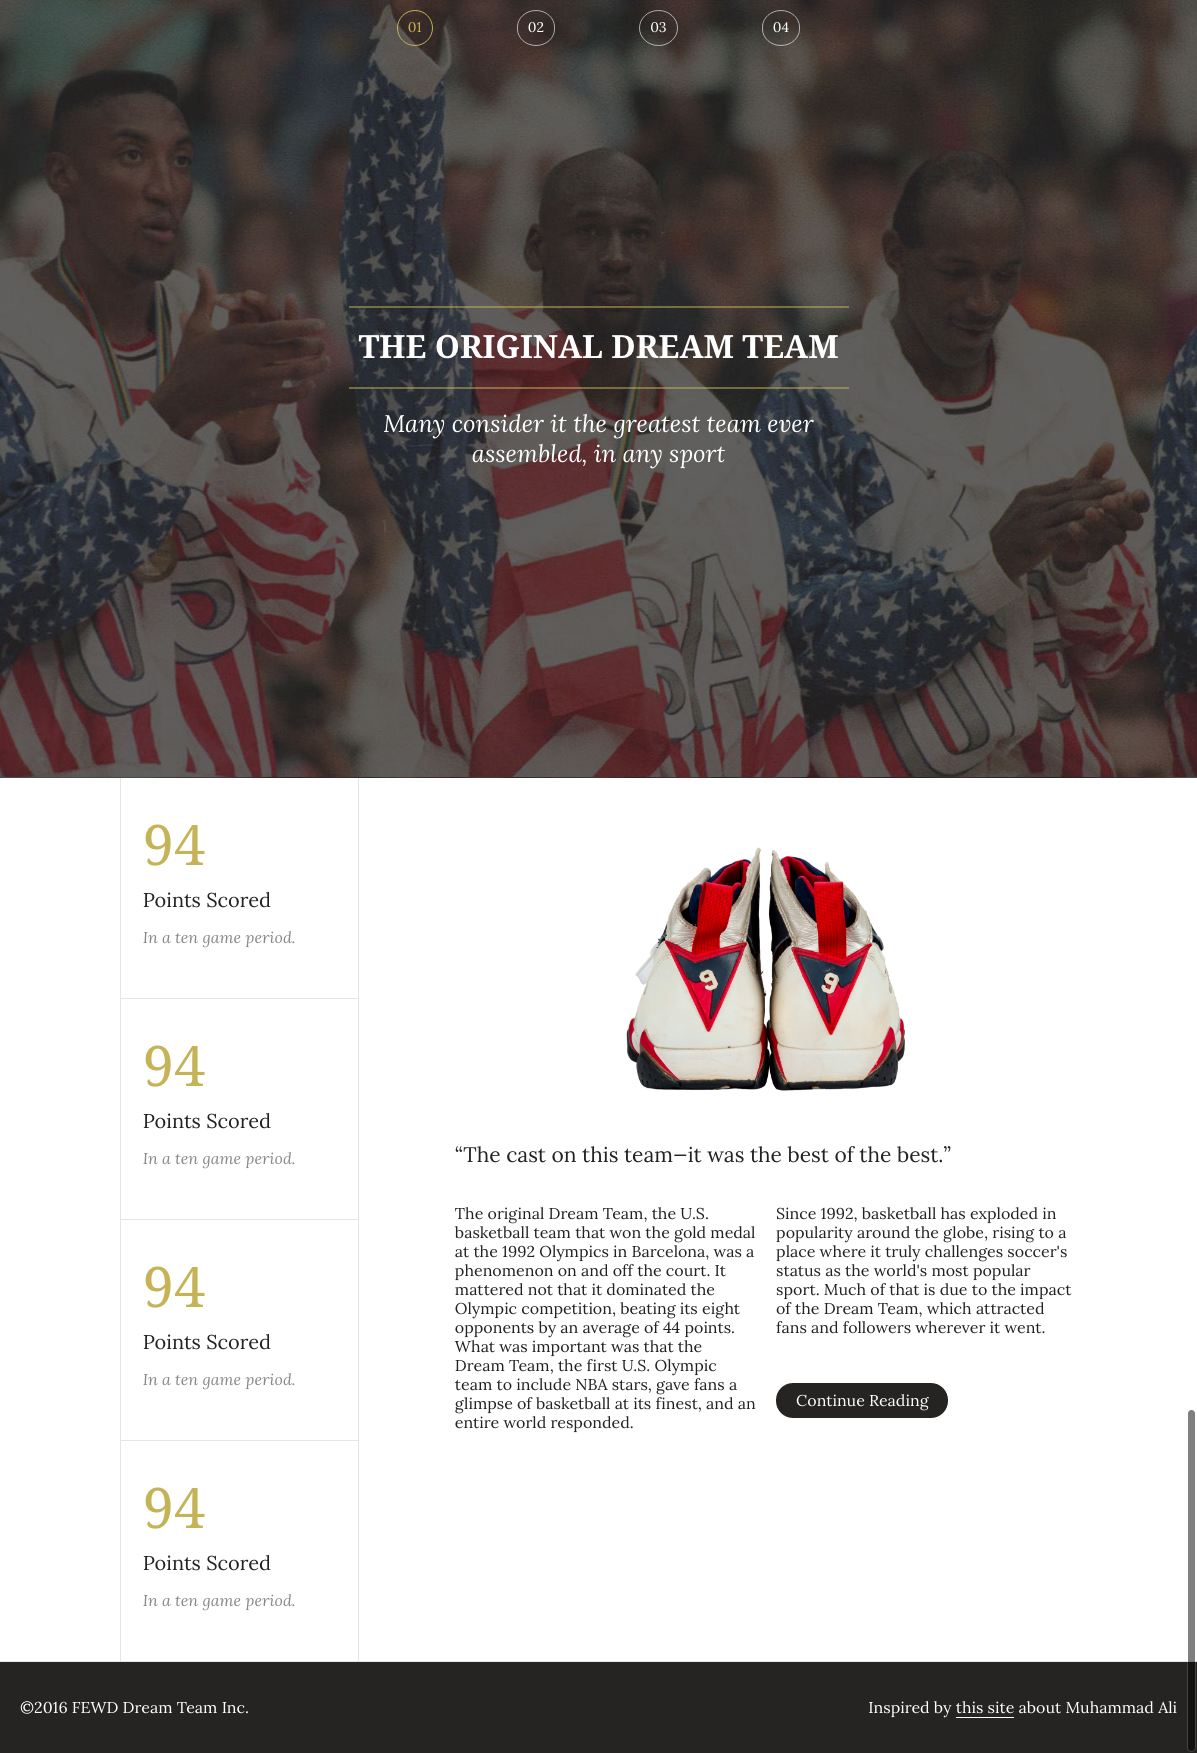 01 02 03 04
THE ORIGINAL DREAM TEAM
Many consider it the greatest team ever
assembled, in any sport
USA
94
Points Scored
In a ten game period.
94
Points Scored
In a ten game period.
94
Points Scored
In a ten game period.
94
Points Scored
In a ten game period.
9 9
“The cast on this team—it was the best of the best.”
The original Dream Team, the U.S.
basketball team that won the gold medal
at the 1992 Olympics in Barcelona, was a
phenomenon on and off the court. It
mattered not that it dominated the
Olympic competition, beating its eight
opponents by an average of 44 points.
What was important was that the
Dream Team, the first U.S. Olympic
team to include NBA stars, gave fans a
glimpse of basketball at its finest, and an
entire world responded.
Since 1992, basketball has exploded in
popularity around the globe, rising to a
place where it truly challenges soccer's
status as the world's most popular
sport. Much of that is due to the impact
of the Dream Team, which attracted
fans and followers wherever it went.
Continue Reading
©2016 FEWD Dream Team Inc.
Inspired by this site about Muhammad Ali